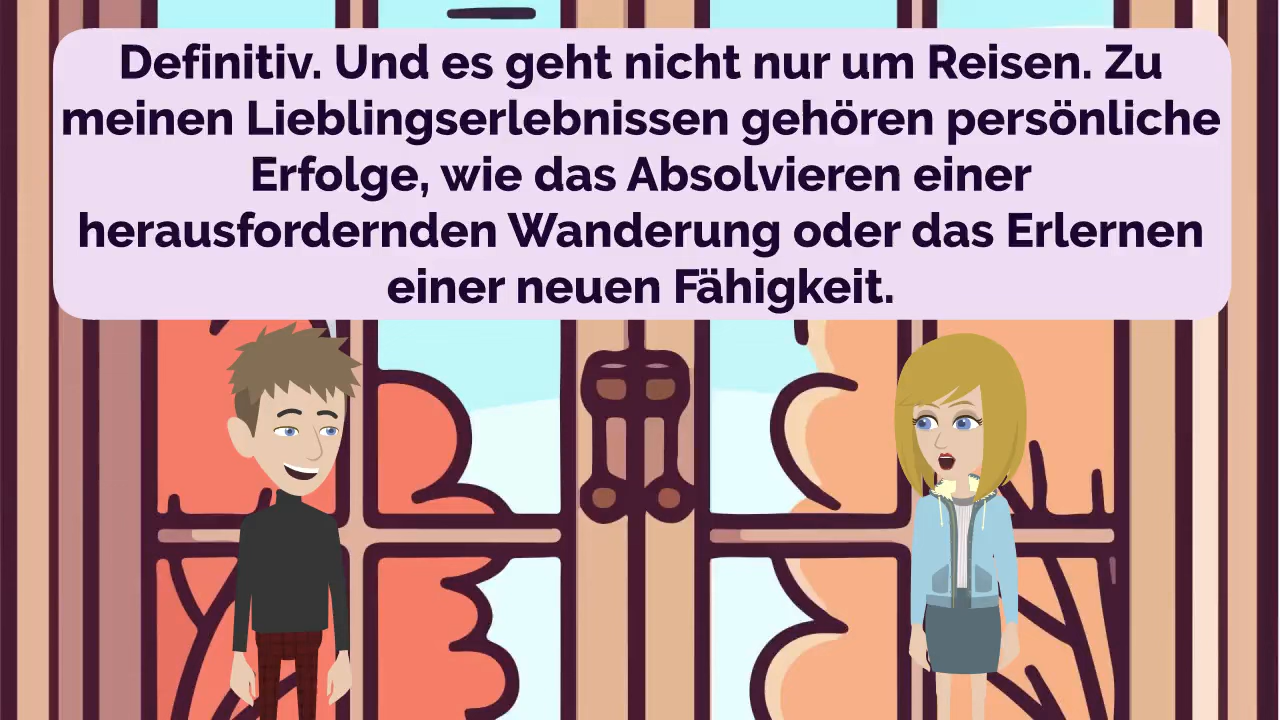 Definitiv. Und es geht nicht nur um Reisen. Zu
meinen Lieblingserlebnissen gehören persönliche
Erfolge, wie das Absolvieren einer
herausfordernden Wanderung oder das Erlernen
einer neuen Fähigkeit.